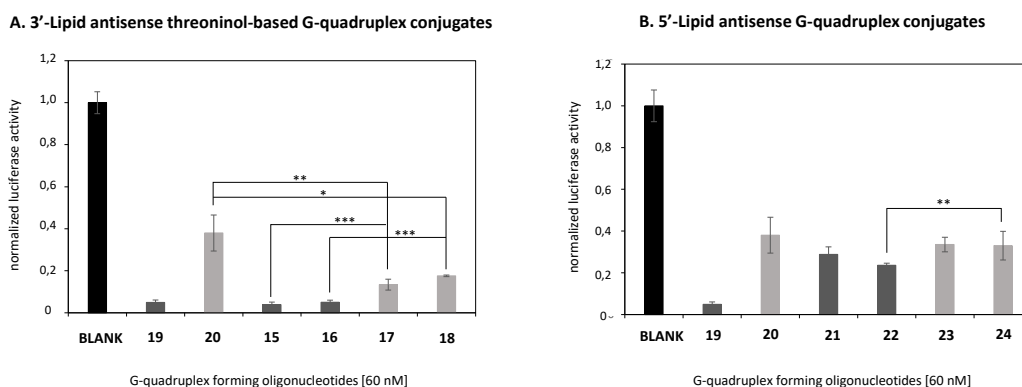 A. 3'-Lipid antisense threoninol-based G-quadruplex conjugates
1,2
1,0
0,8
0,6
0,4
0,2
0
normalized luciferase activity
**
*
***
***
BLANK 19 20 15 16 17 18
G-quadruplex forming oligonucleotides [60 nM]
B. 5'-Lipid antisense G-quadruplex conjugates
1,2
1,0
0,8
0,6
0,4
0,2
0
normalized luciferase activity
**
BLANK 19 20 21 22 23 24
G-quadruplex forming oligonucleotides [60 nM]